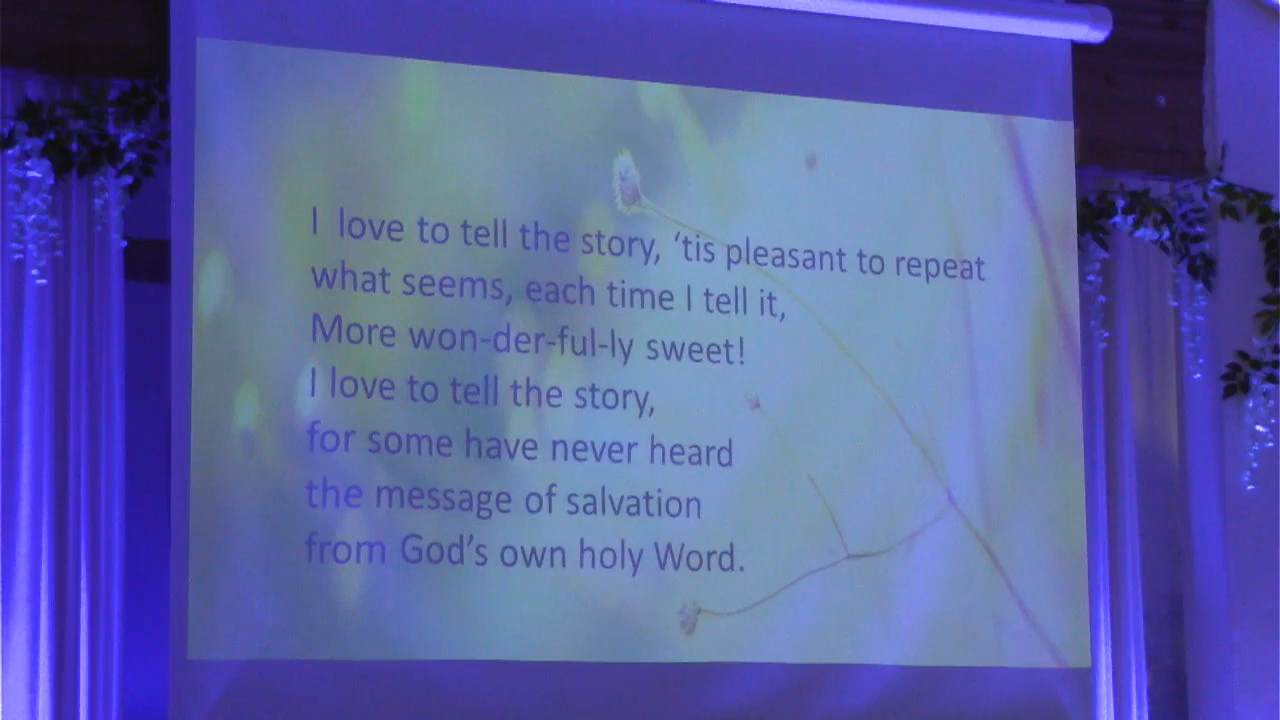 I love to tell the story, ‘tis pleasant to repeat
what seems, each time I tell it,
More won-der-ful-ly sweet!
I love to tell the story,
for some have never heard
the message of salvation
from God’s own holy Word.